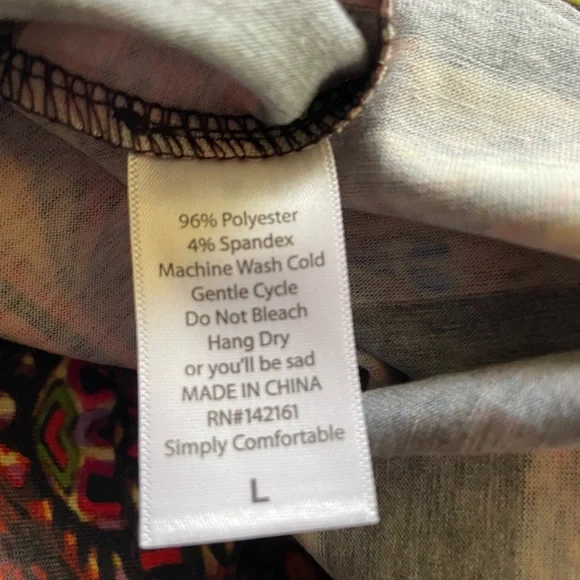 96% Polyester
4% Spandex
Machine Wash Cold
Gentle Cycle
Do Not Bleach
Hang Dry
or you'll be sad
MADE IN CHINA
RN#142161
Simply Comfortable
L